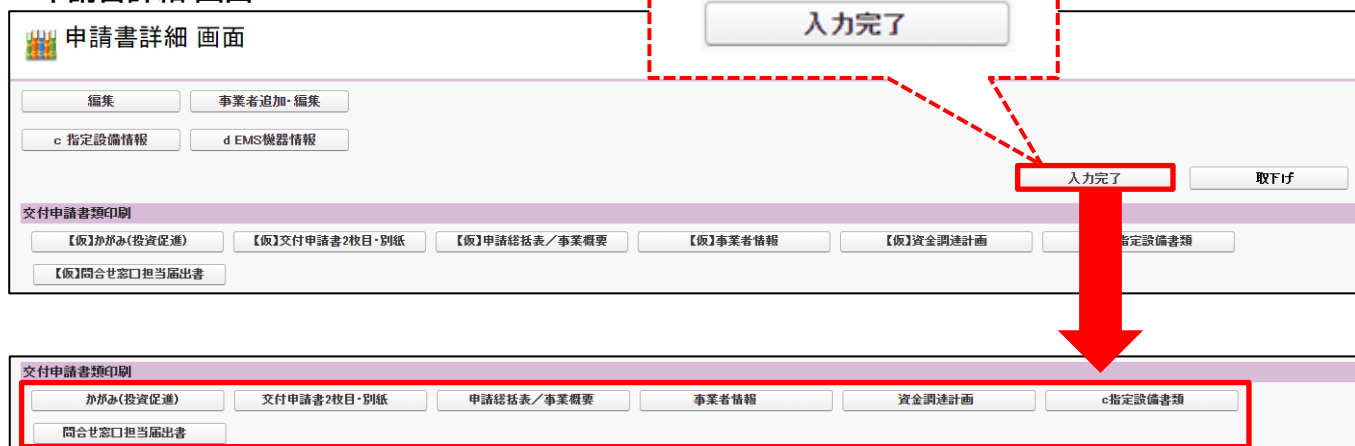 入力完了
申請書詳細 画面
編集 事業者追加・編集
c 指定設備情報 d EMS機器情報
入力完了 取下げ
交付申請書類印刷
【仮】かがみ(投資促進) 【仮】交付申請書2枚目・別紙 【仮】申請総括表／事業概要 【仮】事業者情報 【仮】資金調達計画 指定設備書類
【仮】問合せ窓口担当届出書
交付申請書類印刷
かがみ(投資促進) 交付申請書2枚目・別紙 申請総括表／事業概要 事業者情報 資金調達計画 c指定設備書類
問合せ窓口担当届出書